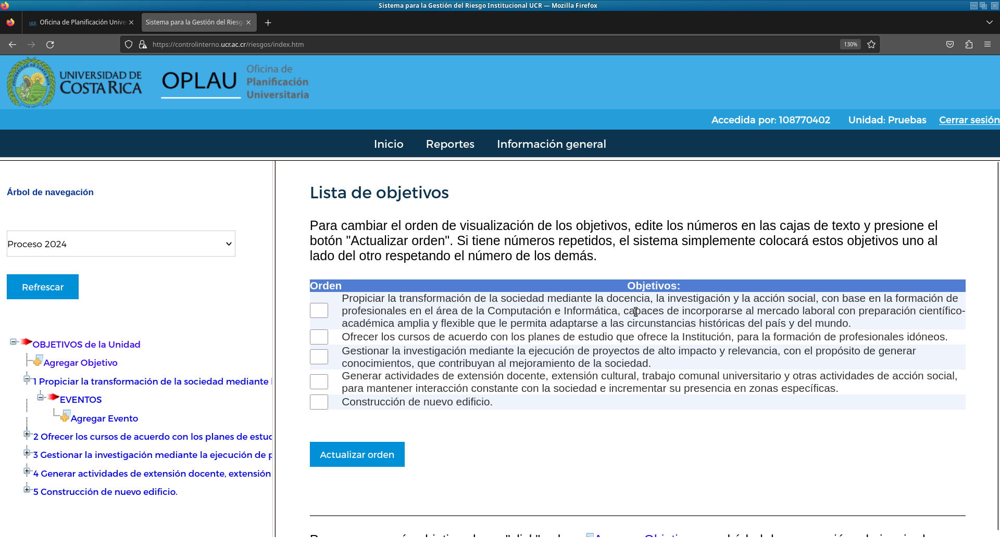 Sistema para la Gestión del Riesgo Institucional UCR — Mozilla Firefox
Oficina de Planificación Unive
Sistema para la Gestión del Riesg
https://controlinterno.ucr.ac.cr/riesgos/index.htm
130%
UNIVERSIDAD DE
COSTA RICA
OPLAU
Oficina de
Planificación
Universitaria
Accedida por: 108770402 Unidad: Pruebas Cerrar sesión
Inicio Reportes Información general
Árbol de navegación
Proceso 2024
Refrescar
OBJETIVOS de la Unidad
Agregar Objetivo
1 Propiciar la transformación de la sociedad mediante
EVENTOS
Agregar Evento
2 Ofrecer los cursos de acuerdo con los planes de estud
3 Gestionar la investigación mediante la ejecución de p
4 Generar actividades de extensión docente, extensión
5 Construcción de nuevo edificio.
Lista de objetivos
Para cambiar el orden de visualización de los objetivos, edite los números en las cajas de texto y presione el
botón "Actualizar orden". Si tiene números repetidos, el sistema simplemente colocará estos objetivos uno al
lado del otro respetando el número de los demás.
Orden Objetivos:
Propiciar la transformación de la sociedad mediante la docencia, la investigación y la acción social, con base en la formación de
profesionales en el área de la Computación e Informática, capaces de incorporarse al mercado laboral con preparación científico-
académica amplia y flexible que le permita adaptarse a las circunstancias históricas del país y del mundo.
Ofrecer los cursos de acuerdo con los planes de estudio que ofrece la Institución, para la formación de profesionales idóneos.
Gestionar la investigación mediante la ejecución de proyectos de alto impacto y relevancia, con el propósito de generar
conocimientos, que contribuyan al mejoramiento de la sociedad.
Generar actividades de extensión docente, extensión cultural, trabajo comunal universitario y otras actividades de acción social,
para mantener interacción constante con la sociedad e incrementar su presencia en zonas específicas.
Construcción de nuevo edificio.
Actualizar orden